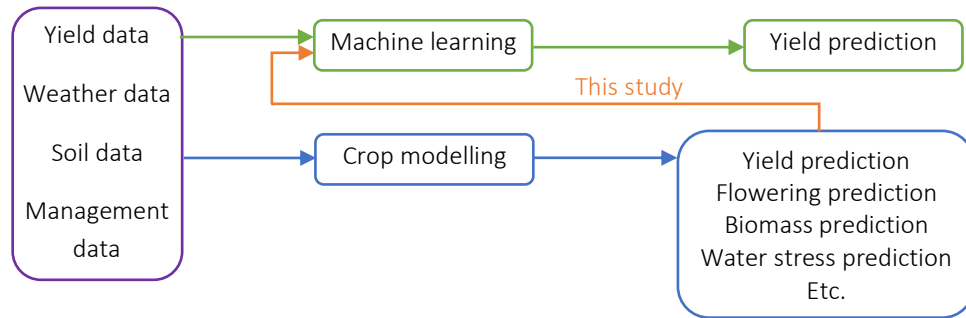 Yield data
Weather data
Soil data
Management
data
Machine learning
Yield prediction
This study
Crop modelling
Yield prediction
Flowering prediction
Biomass prediction
Water stress prediction
Etc.